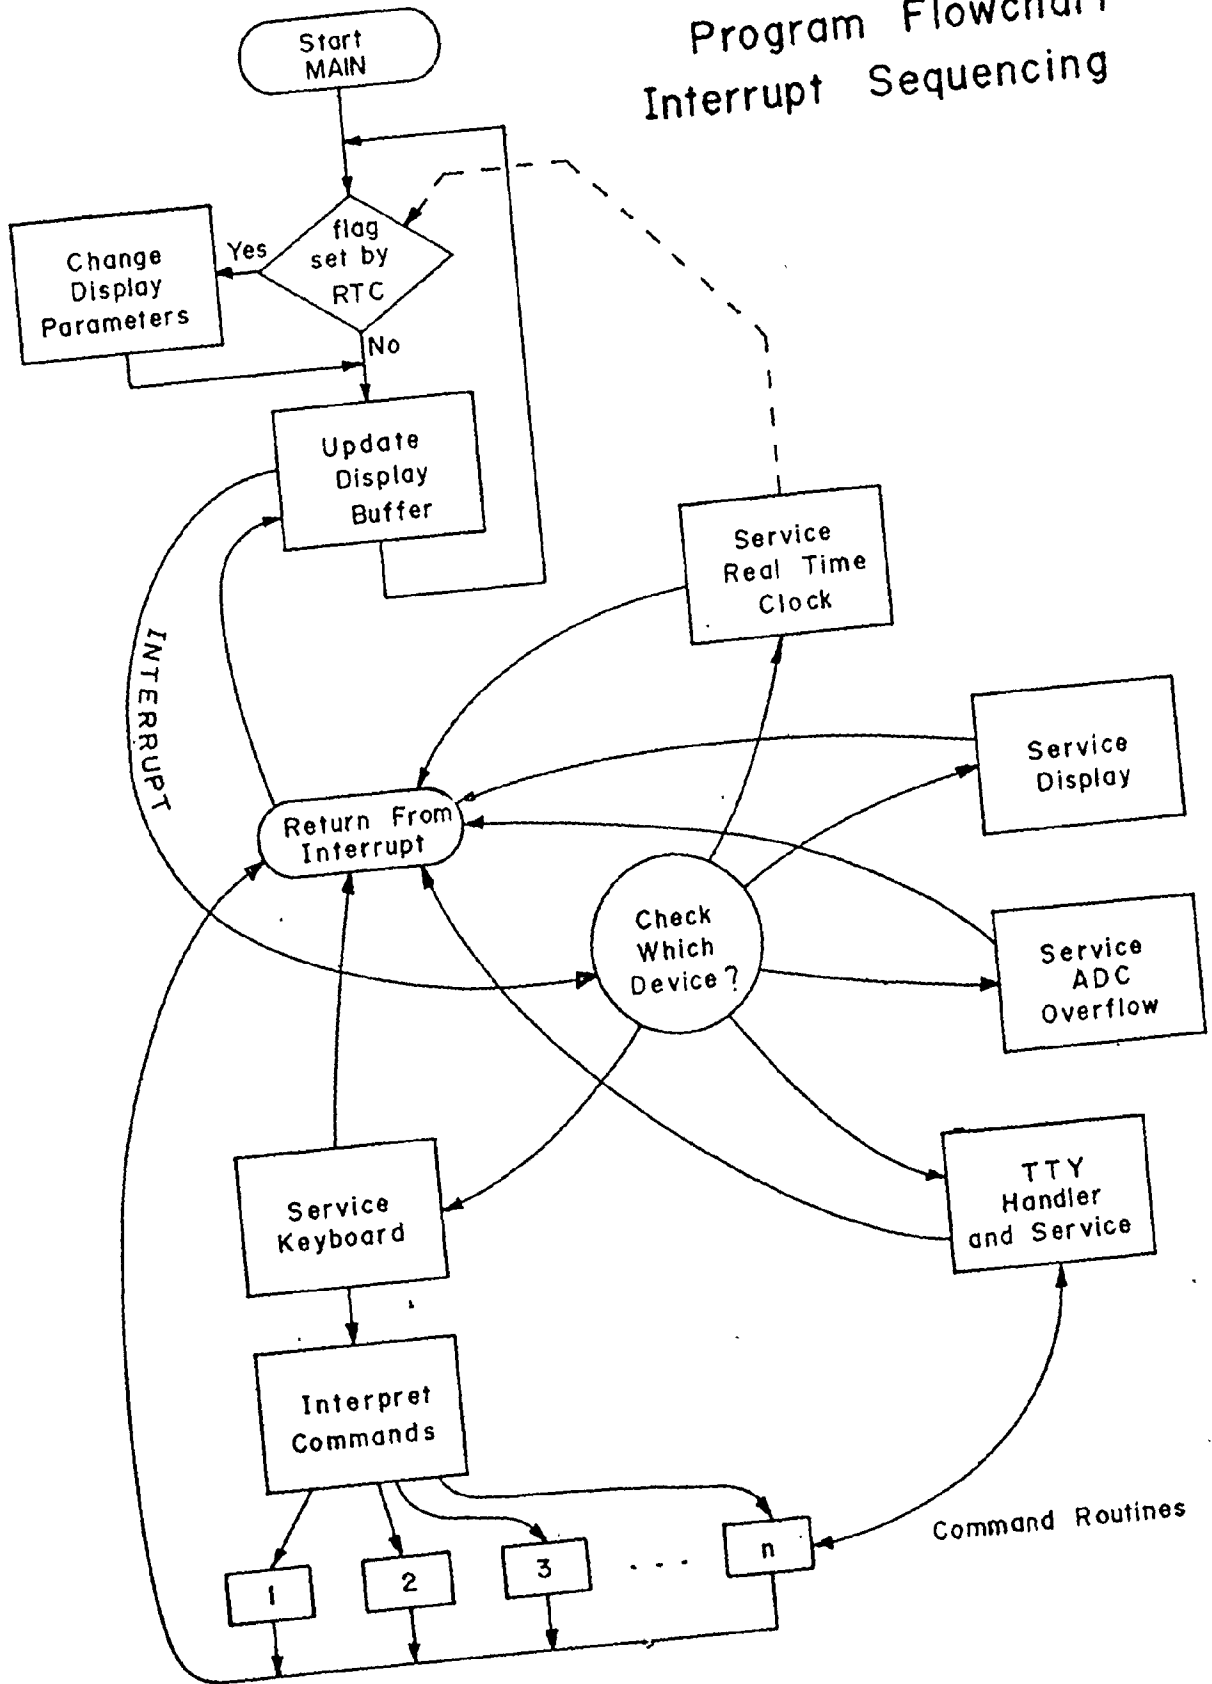 Program Flowchart
Interrupt Sequencing
Start
MAIN
flag
set by
RTC
Yes
No
Change
Display
Parameters
Update
Display
Buffer
INTERRUPT
Service
Real Time
Clock
Service
Display
Return From
Interrupt
Check
Which
Device?
Service
ADC
Overflow
TTY
Handler
and Service
Service
Keyboard
Interpret
Commands
1
2
3
. . . .
n
Command Routines